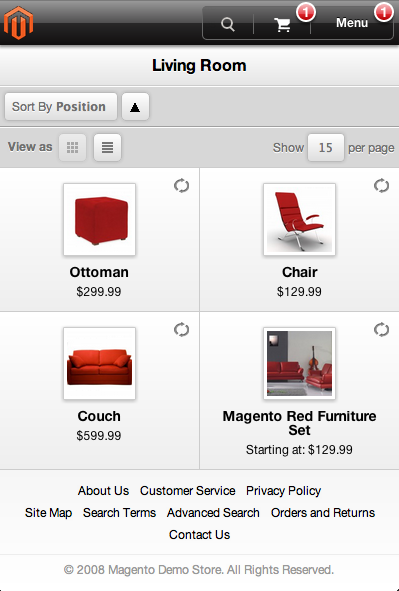 1
Menu
1
Living Room
Sort By Position
View as
Show 15 per page
Ottoman
$299.99
Chair
$129.99
Couch
$599.99
Magento Red Furniture
Set
Starting at: $129.99
About Us Customer Service Privacy Policy
Site Map Search Terms Advanced Search Orders and Returns
Contact Us
© 2008 Magento Demo Store. All Rights Reserved.